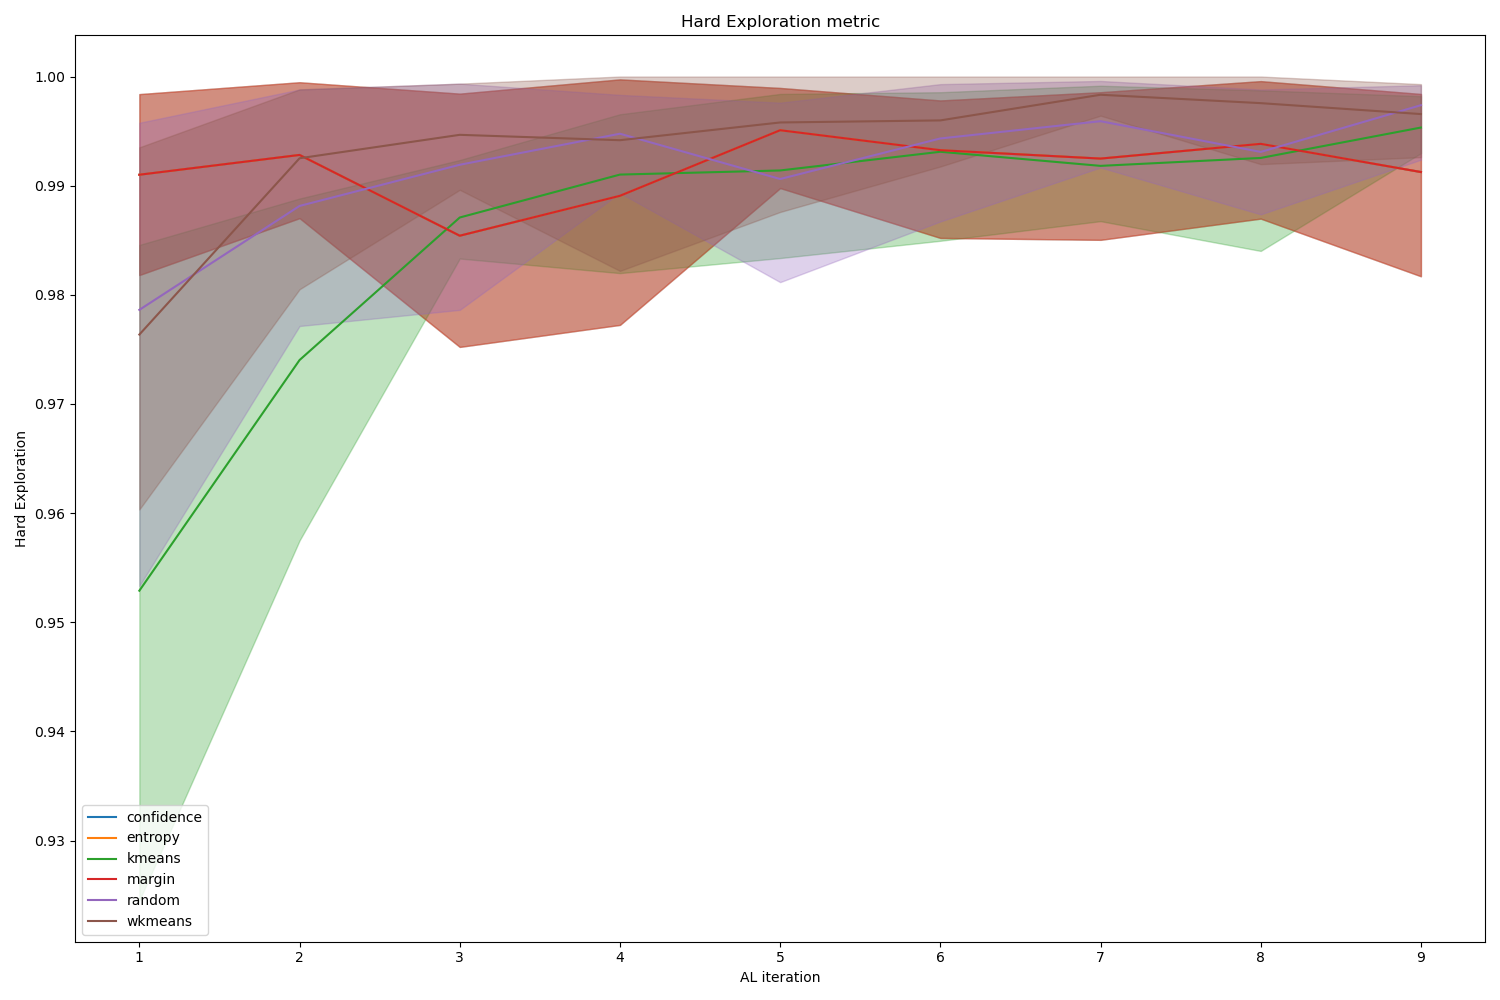 Hard Exploration metric
1.00
0.99
0.98
0.97
0.96
0.95
0.94
0.93
Hard Exploration
confidence
entropy
kmeans
margin
random
wkmeans
1 2 3 4 5 6 7 8 9
AL iteration